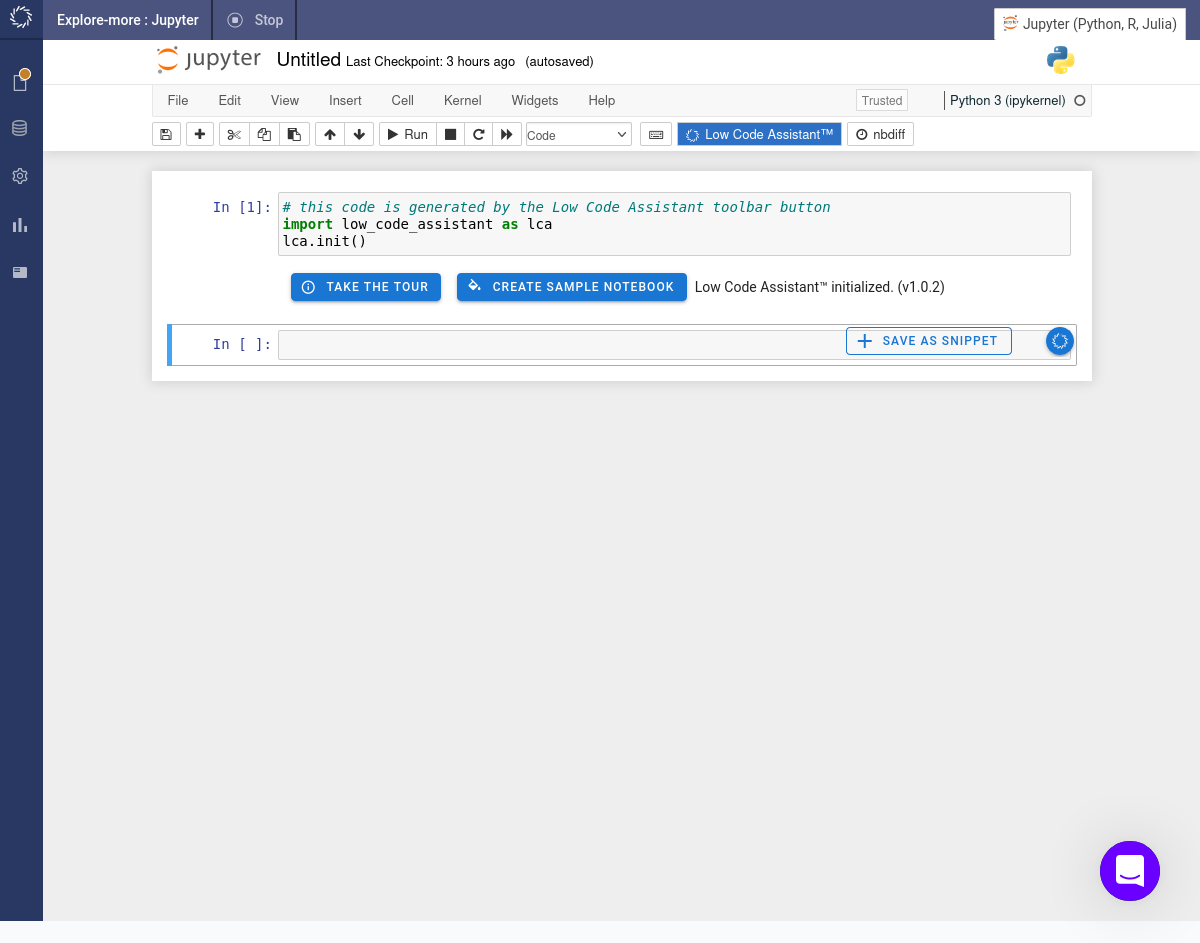 Explore-more : Jupyter Stop Jupyter (Python, R, Julia)
jupyter Untitled Last Checkpoint: 3 hours ago (autosaved)
File Edit View Insert Cell Kernel Widgets Help Trusted Python 3 (ipykernel)
Run Code Low Code Assistant™ nbdiff
In [1]: # this code is generated by the Low Code Assistant toolbar button
import low_code_assistant as lca
lca.init()
TAKE THE TOUR CREATE SAMPLE NOTEBOOK Low Code Assistant™ initialized. (v1.0.2)
In [ ]: SAVE AS SNIPPET